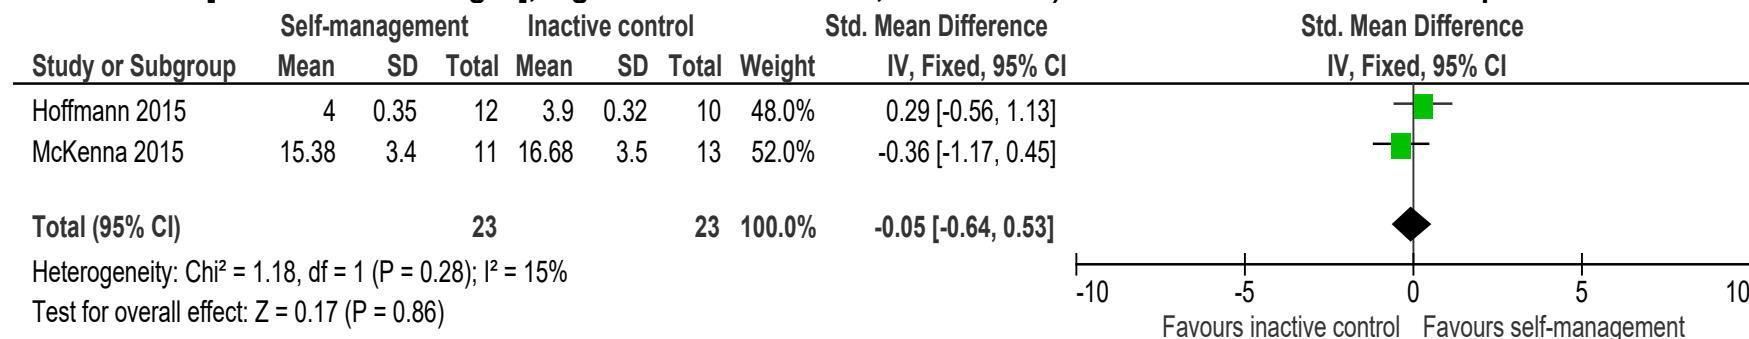 Self-management Inactive control Std. Mean Difference Std. Mean Difference
Study or Subgroup Mean SD Total Mean SD Total Weight IV, Fixed, 95% CI IV, Fixed, 95% CI
Hoffmann 2015 4 0.35 12 3.9 0.32 10 48.0% 0.29 [-0.56, 1.13]
McKenna 2015 15.38 3.4 11 16.68 3.5 13 52.0% -0.36 [-1.17, 0.45]
Total (95% CI) 23 23 100.0% -0.05 [-0.64, 0.53]
Heterogeneity: Chi² = 1.18, df = 1 (P = 0.28); I² = 15%
Test for overall effect: Z = 0.17 (P = 0.86)
-10 -5 0 5 10
Favours inactive control Favours self-management